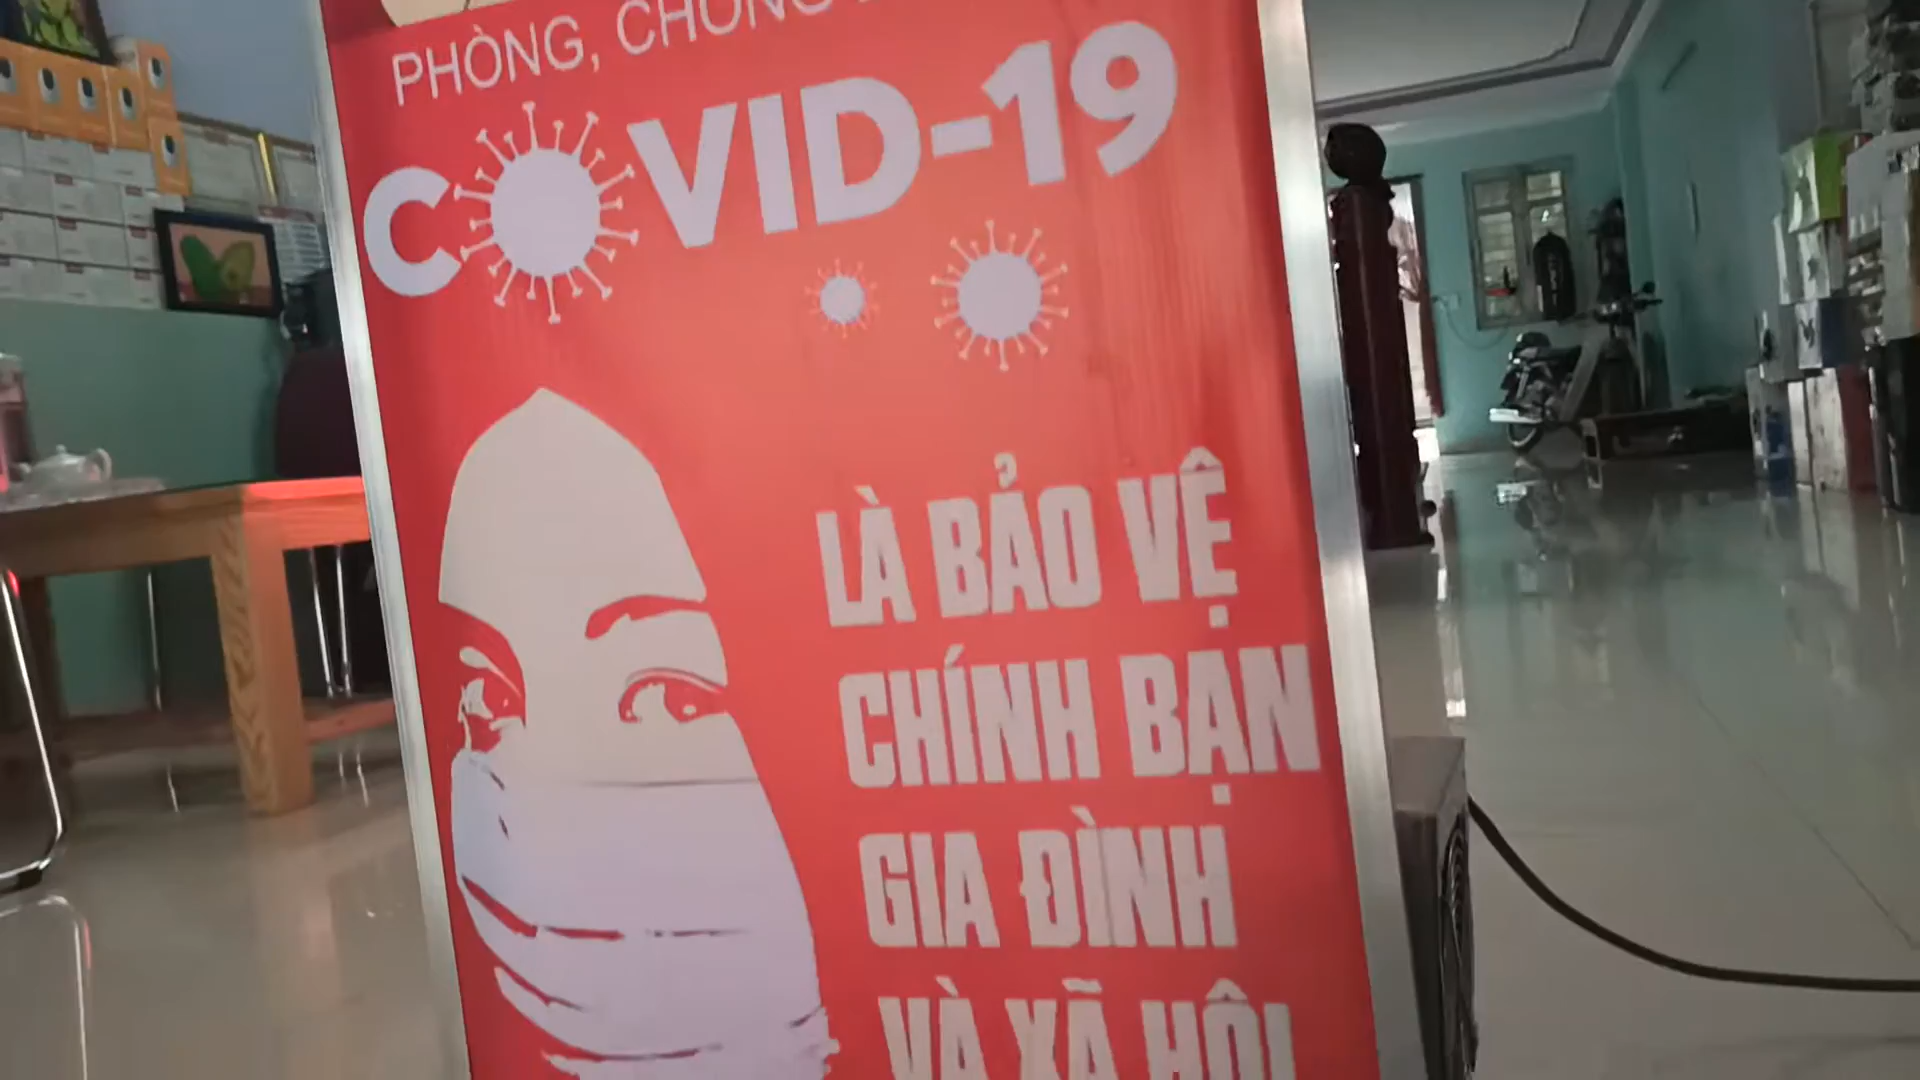 PHÒNG, CHỐNG
COVID-19
LÀ BẢO VỆ
CHÍNH BẠN
GIA ĐÌNH
VÀ XÃ HỘI